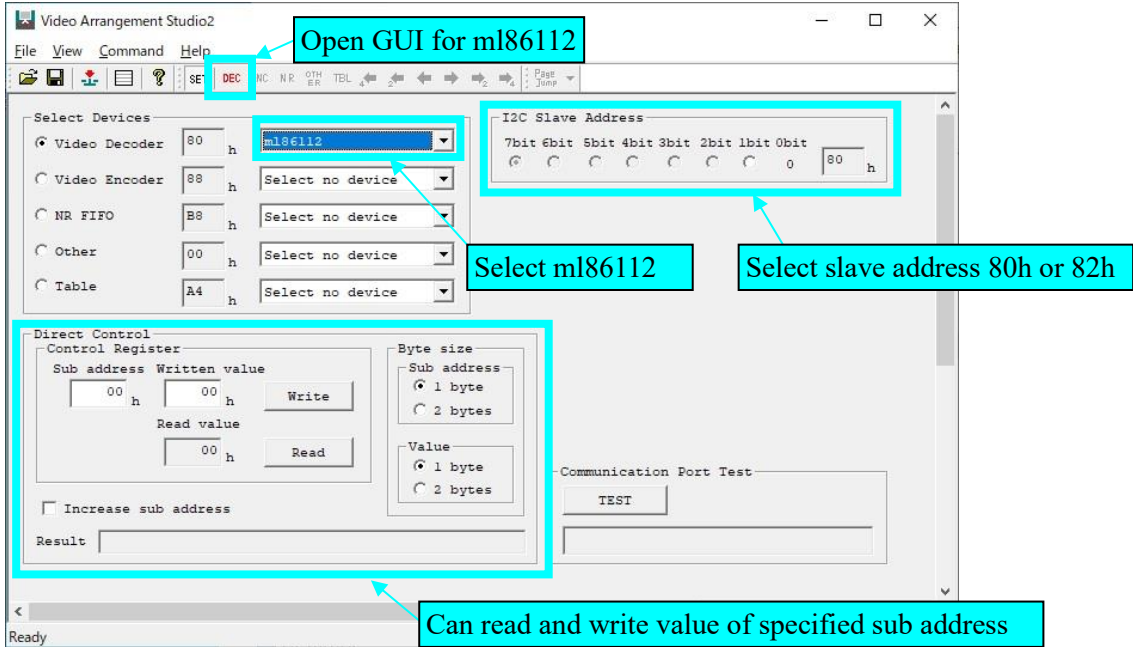 Video Arrangement Studio2
Open GUI for ml86112
File View Command Help
SET DEC NC NR OTHER TBL 4 2 2 4 Page Jump
Select Devices
Video Decoder 80 h ml86112
Video Encoder 88 h Select no device
NR FIFO B8 h Select no device
Other 00 h Select no device
Table A4 h Select no device
I2C Slave Address
7bit 6bit 5bit 4bit 3bit 2bit 1bit 0bit
0 80 h
Select ml86112
Select slave address 80h or 82h
Direct Control
Control Register
Sub address Written value
00 h 00 h Write
Read value
00 h Read
Increase sub address
Result
Byte size
Sub address
1 byte
2 bytes
Value
1 byte
2 bytes
Communication Port Test
TEST
Can read and write value of specified sub address
Ready